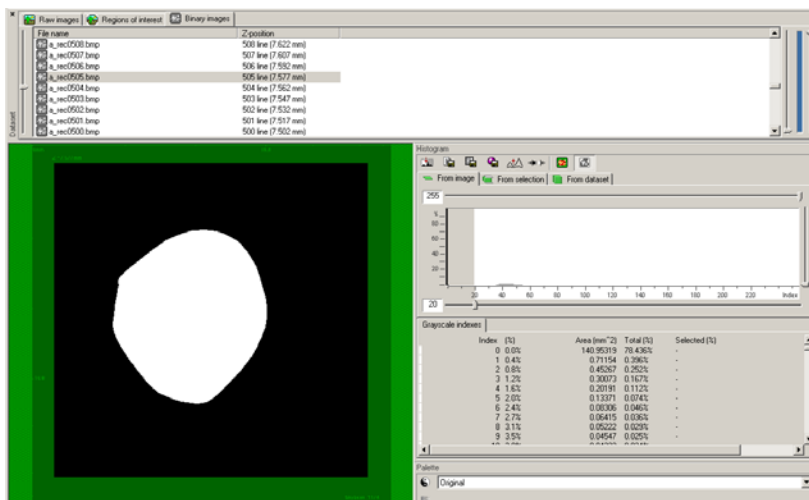 Raw images Regions of interest Binary images
File name Z-position
a_rec0508.bmp 508 line (7.622 mm)
a_rec0507.bmp 507 line (7.607 mm)
a_rec0506.bmp 506 line (7.592 mm)
a_rec0505.bmp 505 line (7.577 mm)
a_rec0504.bmp 504 line (7.562 mm)
a_rec0503.bmp 503 line (7.547 mm)
a_rec0502.bmp 502 line (7.532 mm)
a_rec0501.bmp 501 line (7.517 mm)
a_rec0500.bmp 500 line (7.502 mm)
Dataset
Histogram
From image From selection From dataset
255
%
80
60
40
20
20 40 60 80 100 120 140 160 180 200 220 Index
20
Grayscale indexes
Index (%) Area (mm^2) Total (%) Selected (%)
0 0.0% 140.95319 78.436% -
1 0.4% 0.71154 0.396% -
2 0.8% 0.45267 0.252% -
3 1.2% 0.30073 0.167% -
4 1.6% 0.20191 0.112% -
5 2.0% 0.13371 0.074% -
6 2.4% 0.08306 0.046% -
7 2.7% 0.06415 0.036% -
8 3.1% 0.05222 0.029% -
9 3.5% 0.04547 0.025% -
Palette
Original